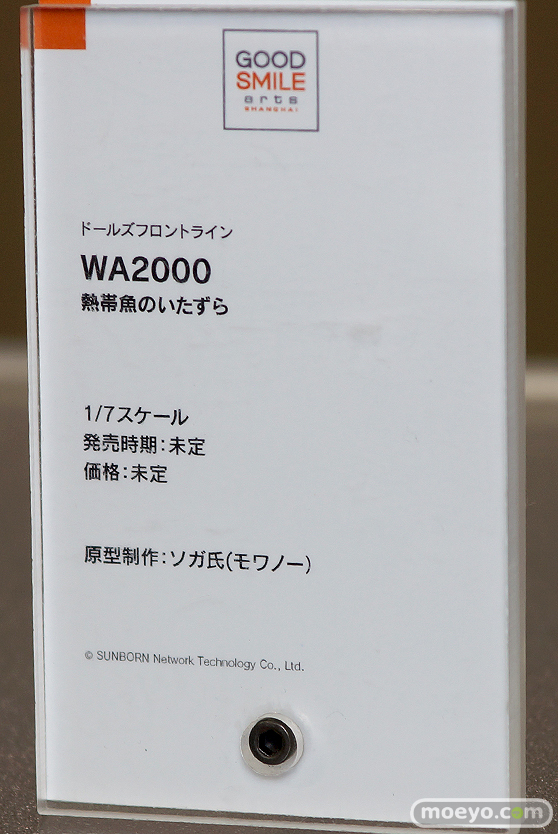 GOOD
SMILE
arts
SHANGHAI
ドールズフロントライン
WA2000
熱帯魚のいたずら
1/7スケール
発売時期：未定
価格：未定
原型制作：ソガ氏(モワノー)
© SUNBORN Network Technology Co., Ltd.
moeyo.com